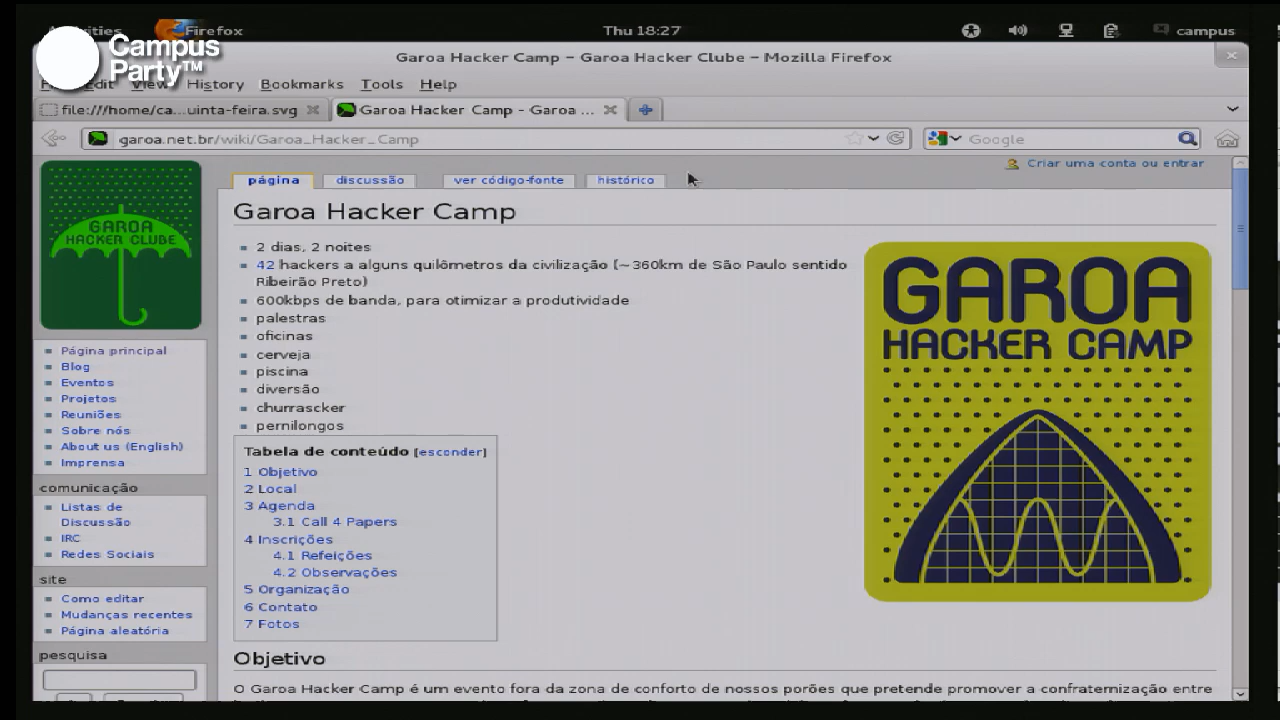 Firefox
Thu 18:27
campus
Campus
Party™
Garoa Hacker Camp – Garoa Hacker Clube – Mozilla Firefox
Edit View History Bookmarks Tools Help
file:///home/ca...uinta-feira.svg
Garoa Hacker Camp - Garoa ...
garoa.net.br/wiki/Garoa_Hacker_Camp
Google
Criar uma conta ou entrar
página
discussão
ver código-fonte
histórico
GAROA
HACKER CLUBE
Garoa Hacker Camp
2 dias, 2 noites
42 hackers a alguns quilômetros da civilização (~360km de São Paulo sentido
Ribeirão Preto)
600kbps de banda, para otimizar a produtividade
palestras
oficinas
cerveja
piscina
diversão
churrascker
pernilongos
GAROA
HACKER CAMP
Página principal
Blog
Eventos
Projetos
Reuniões
Sobre nós
About us (English)
Imprensa
comunicação
Listas de
Discussão
IRC
Redes Sociais
site
Como editar
Mudanças recentes
Página aleatória
pesquisa
Tabela de conteúdo [esconder]
1 Objetivo
2 Local
3 Agenda
3.1 Call 4 Papers
4 Inscrições
4.1 Refeições
4.2 Observações
5 Organização
6 Contato
7 Fotos
Objetivo
O Garoa Hacker Camp é um evento fora da zona de conforto de nossos porões que pretende promover a confraternização entre